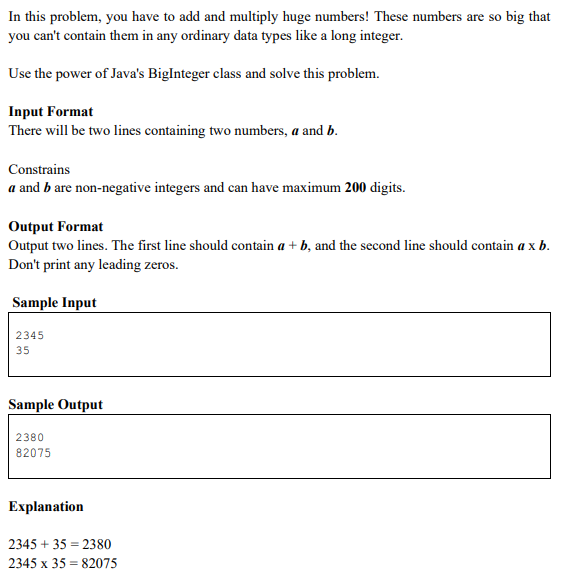 In this problem, you have to add and multiply huge numbers! These numbers are so big that
you can't contain them in any ordinary data types like a long integer.
Use the power of Java's BigInteger class and solve this problem.
Input Format
There will be two lines containing two numbers, a and b.
Constrains
a and b are non-negative integers and can have maximum 200 digits.
Output Format
Output two lines. The first line should contain a + b, and the second line should contain a x b.
Don't print any leading zeros.
Sample Input
2345
35
Sample Output
2380
82075
Explanation
2345 + 35 = 2380
2345 x 35 = 82075